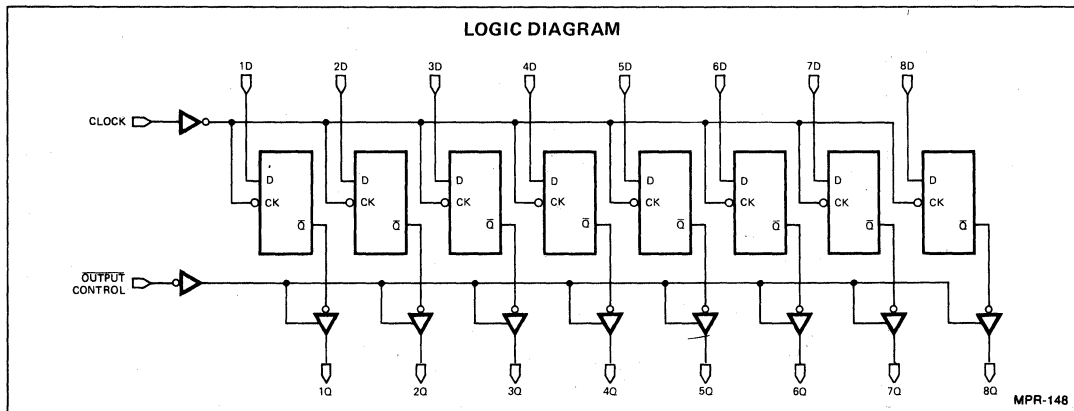 LOGIC DIAGRAM
1D 2D 3D 4D 5D 6D 7D 8D
CLOCK
D D D D D D D D
CK CK CK CK CK CK CK CK
Q̅ Q̅ Q̅ Q̅ Q̅ Q̅ Q̅ Q̅
O̅U̅T̅P̅U̅T̅
CONTROL
1Q 2Q 3Q 4Q 5Q 6Q 7Q 8Q
MPR-148